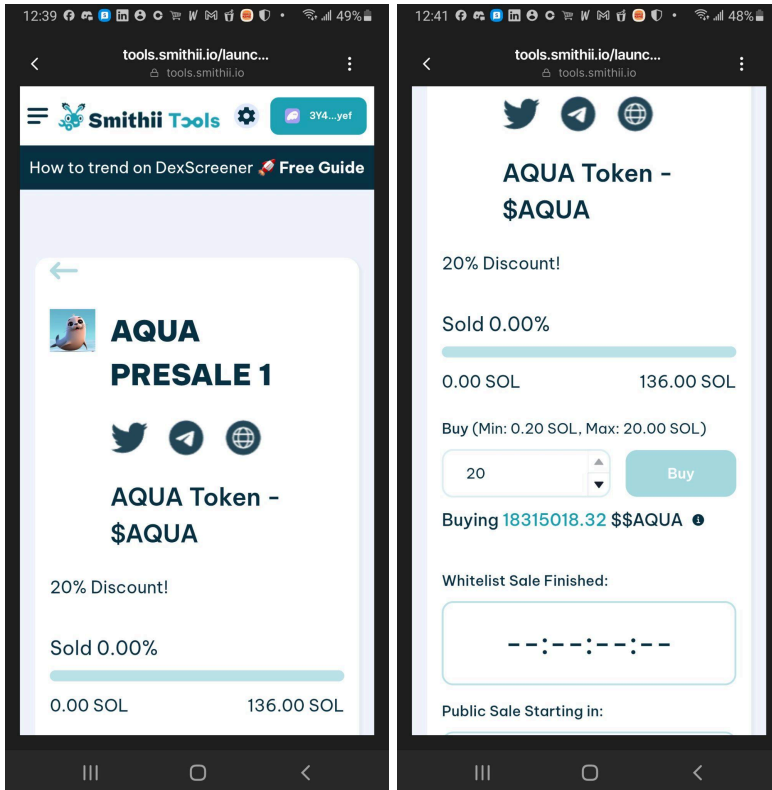 12:39
49%
tools.smithii.io/launc...
tools.smithii.io
Smithii Tools
3Y4...yef
How to trend on DexScreener 🚀 Free Guide
AQUA
PRESALE 1
AQUA Token -
$AQUA
20% Discount!
Sold 0.00%
0.00 SOL
136.00 SOL
12:41
48%
tools.smithii.io/launc...
tools.smithii.io
AQUA Token -
$AQUA
20% Discount!
Sold 0.00%
0.00 SOL
136.00 SOL
Buy (Min: 0.20 SOL, Max: 20.00 SOL)
20
Buy
Buying 18315018.32 $$AQUA
Whitelist Sale Finished:
--:--:--:--
Public Sale Starting in: